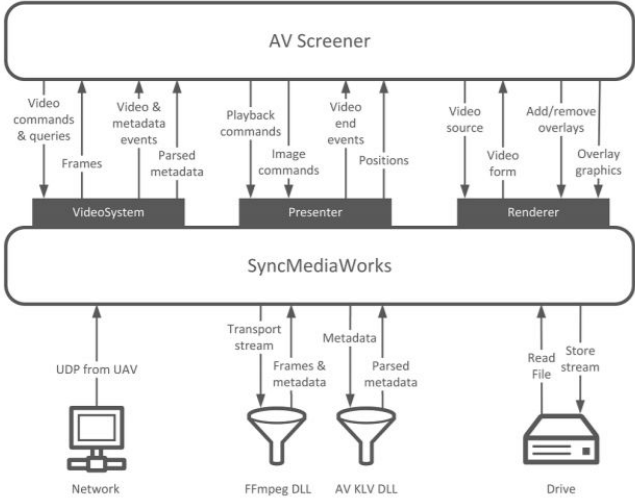 AV Screener
Video
commands
& queries
Frames
Video &
metadata
events
Parsed
metadata
Playback
commands
Image
commands
Video
end
events
Positions
Video
source
Video
form
Add/remove
overlays
Overlay
graphics
VideoSystem
Presenter
Renderer
SyncMediaWorks
UDP from UAV
Transport
stream
Frames &
metadata
Metadata
Parsed
metadata
Read
File
Store
stream
Network
FFmpeg DLL
AV KLV DLL
Drive